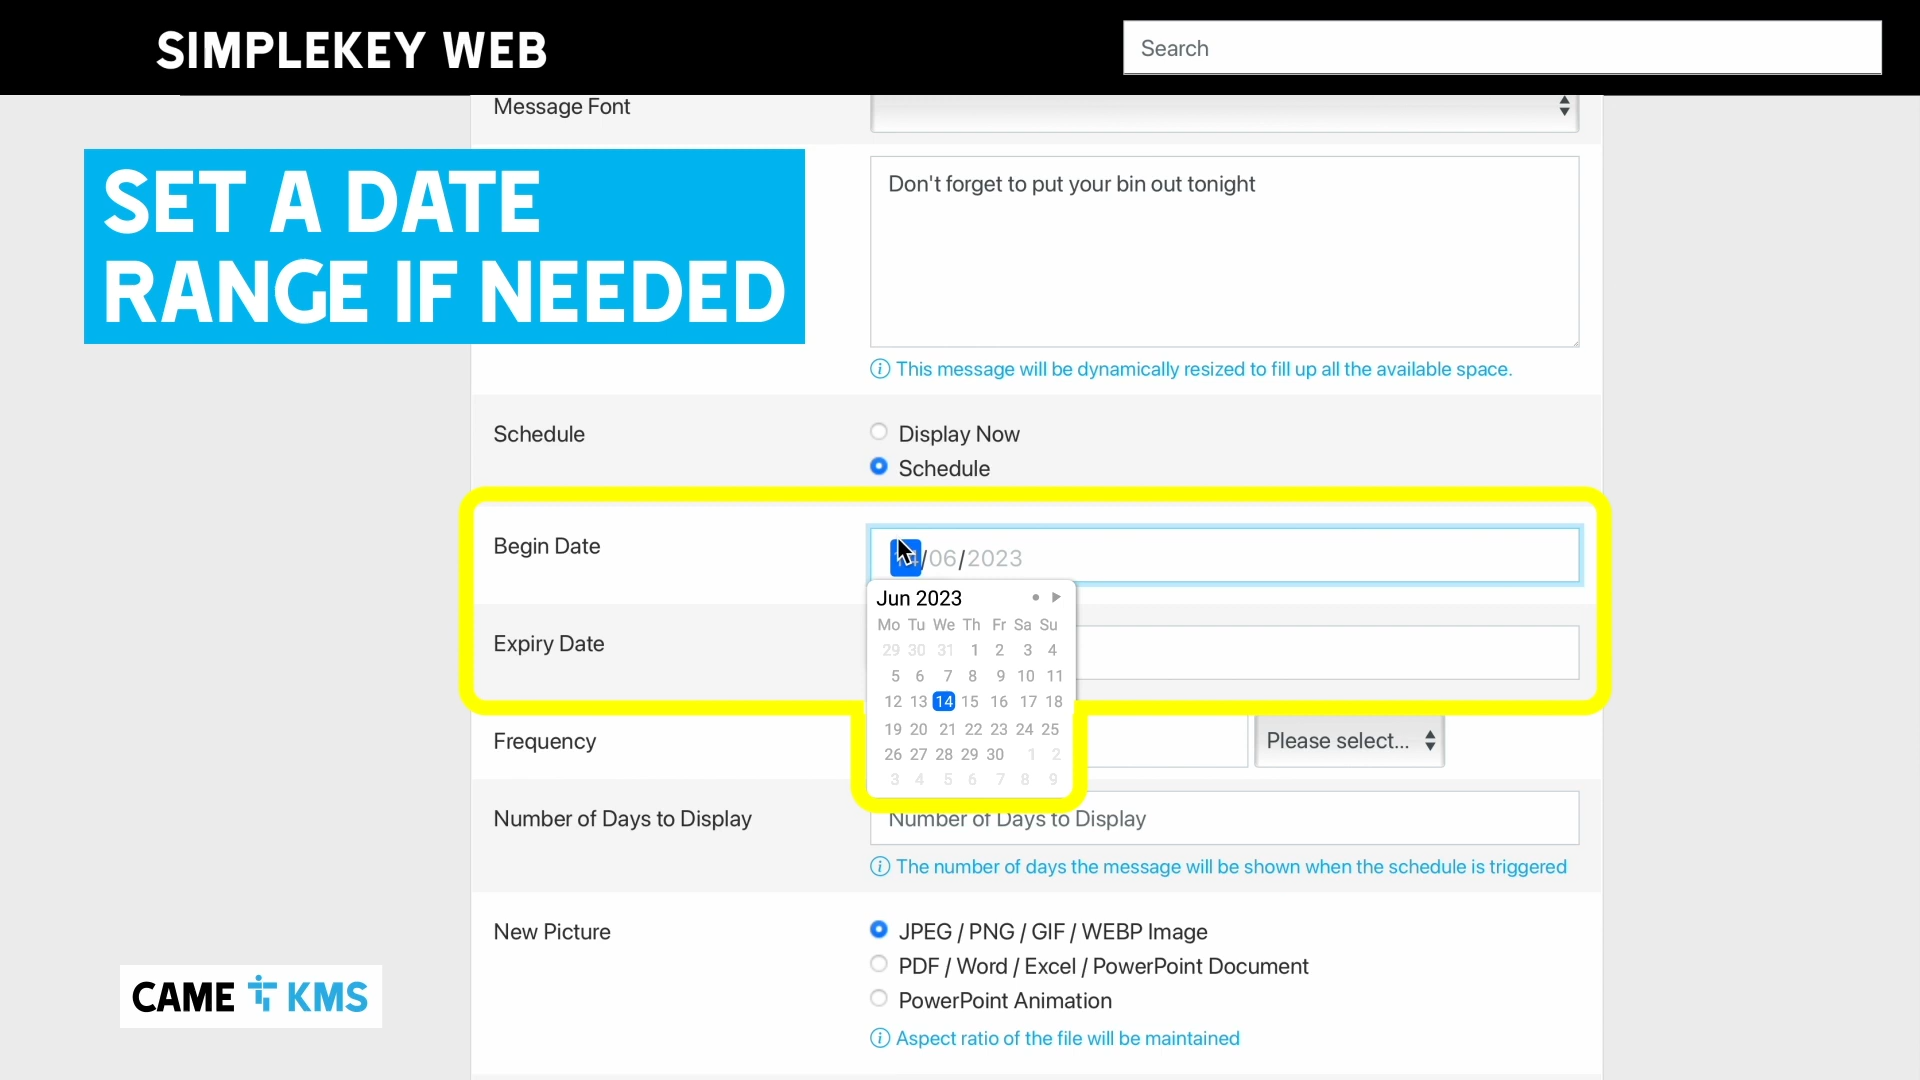 SIMPLEKEY WEB
Search
Message Font
SET A DATE
RANGE IF NEEDED
Don't forget to put your bin out tonight
This message will be dynamically resized to fill up all the available space.
Schedule
Display Now
Schedule
Begin Date
/06/2023
Jun 2023
Mo Tu We Th Fr Sa Su
29 30 31 1 2 3 4
5 6 7 8 9 10 11
12 13 14 15 16 17 18
19 20 21 22 23 24 25
26 27 28 29 30 1 2
3 4 5 6 7 8 9
Expiry Date
Frequency
Please select...
Number of Days to Display
Number of Days to Display
The number of days the message will be shown when the schedule is triggered
New Picture
JPEG / PNG / GIF / WEBP Image
PDF / Word / Excel / PowerPoint Document
PowerPoint Animation
Aspect ratio of the file will be maintained
CAME KMS